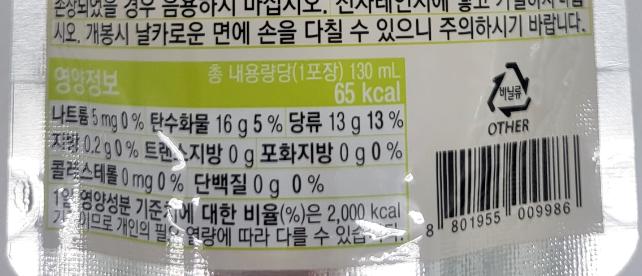 손상되었을 경우 음용하지 마십시오. 전자레인지에 넣고
시오. 개봉시 날카로운 면에 손을 다칠 수 있으니 주의하시기 바랍니다.
영양정보
총 내용량당(1포장) 130 mL
65 kcal
나트륨 5 mg 0 % 탄수화물 16 g 5 % 당류 13 g 13 %
지방 0.2 g 0 % 트랜스지방 0 g 포화지방 0 g 0 %
콜레스테롤 0 mg 0 % 단백질 0 g 0 %
1일 영양성분 기준치에 대한 비율(%)은 2,000 kcal
기준이므로 개인의 필요 열량에 따라 다를 수 있습니다.
비닐류
OTHER
8 801955 009986